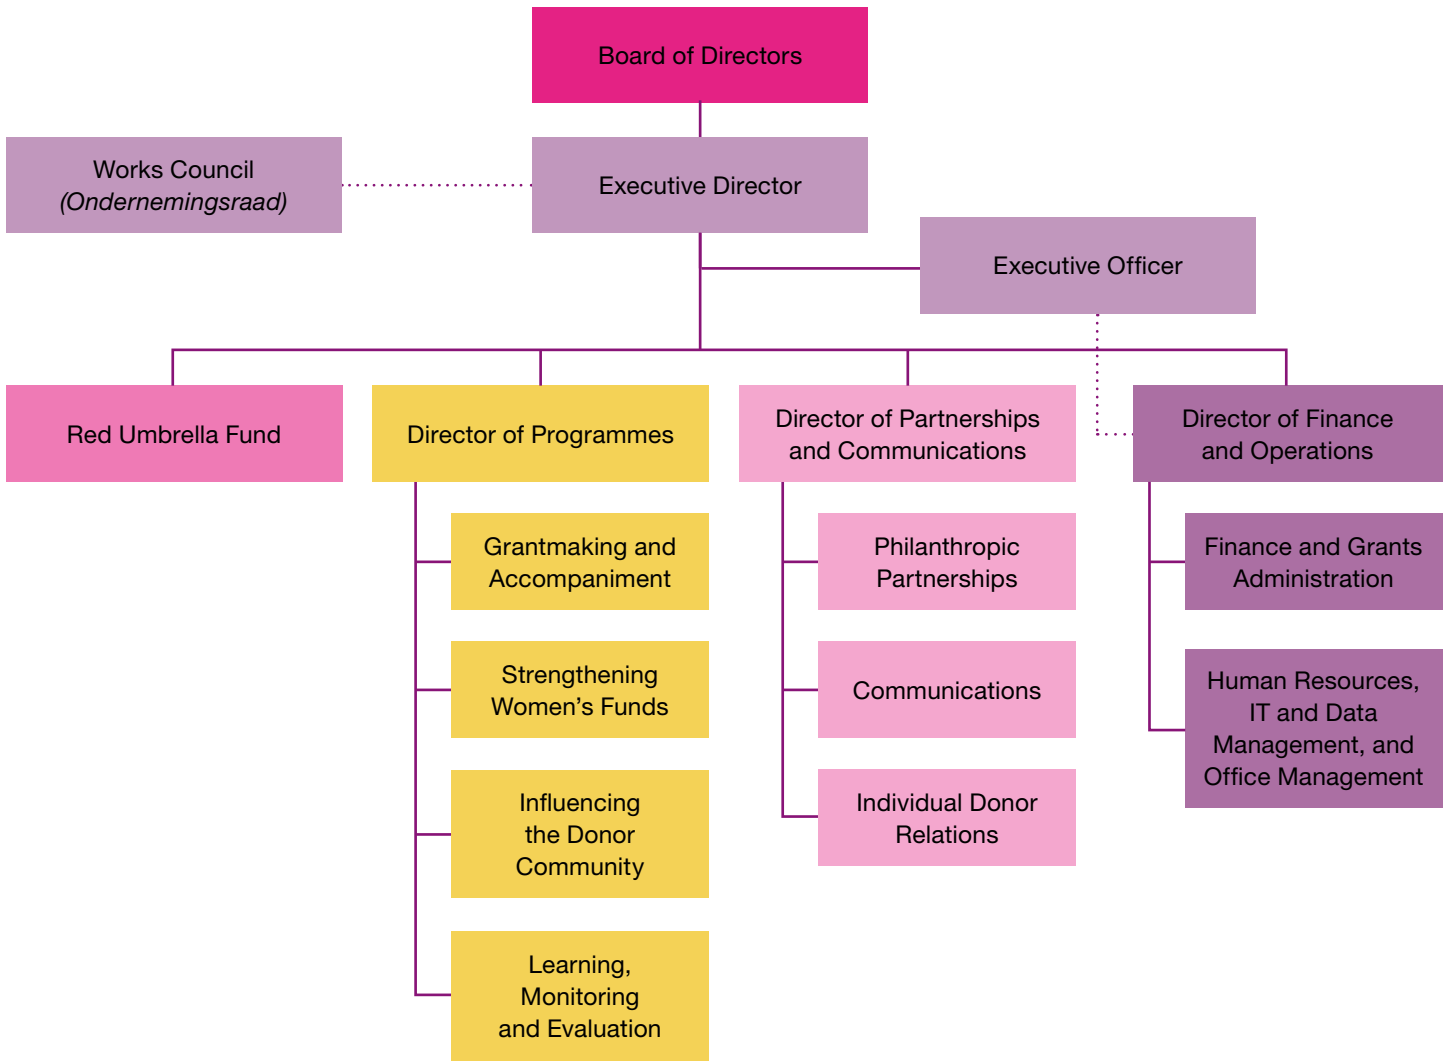 Board of Directors
Works Council
(Ondernemingsraad)
Executive Director
Executive Officer
Red Umbrella Fund
Director of Programmes
Director of Partnerships
and Communications
Director of Finance
and Operations
Grantmaking and
Accompaniment
Strengthening
Women’s Funds
Influencing
the Donor
Community
Learning,
Monitoring
and Evaluation
Philanthropic
Partnerships
Communications
Individual Donor
Relations
Finance and Grants
Administration
Human Resources,
IT and Data
Management, and
Office Management